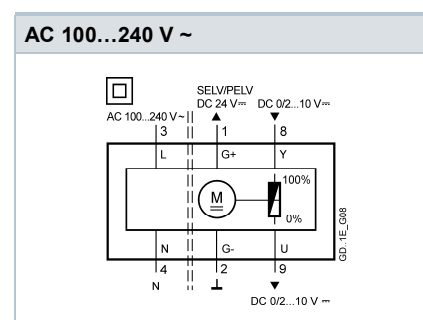 AC 100...240 V ~
SELV/PELV
DC 24 V⎓ DC 0/2...10 V⎓
AC 100...240 V~
3 1 8
L G+ Y
100%
M
0%
N G- U
4 2 9
N
DC 0/2...10 V ⎓
GD..1E_G08